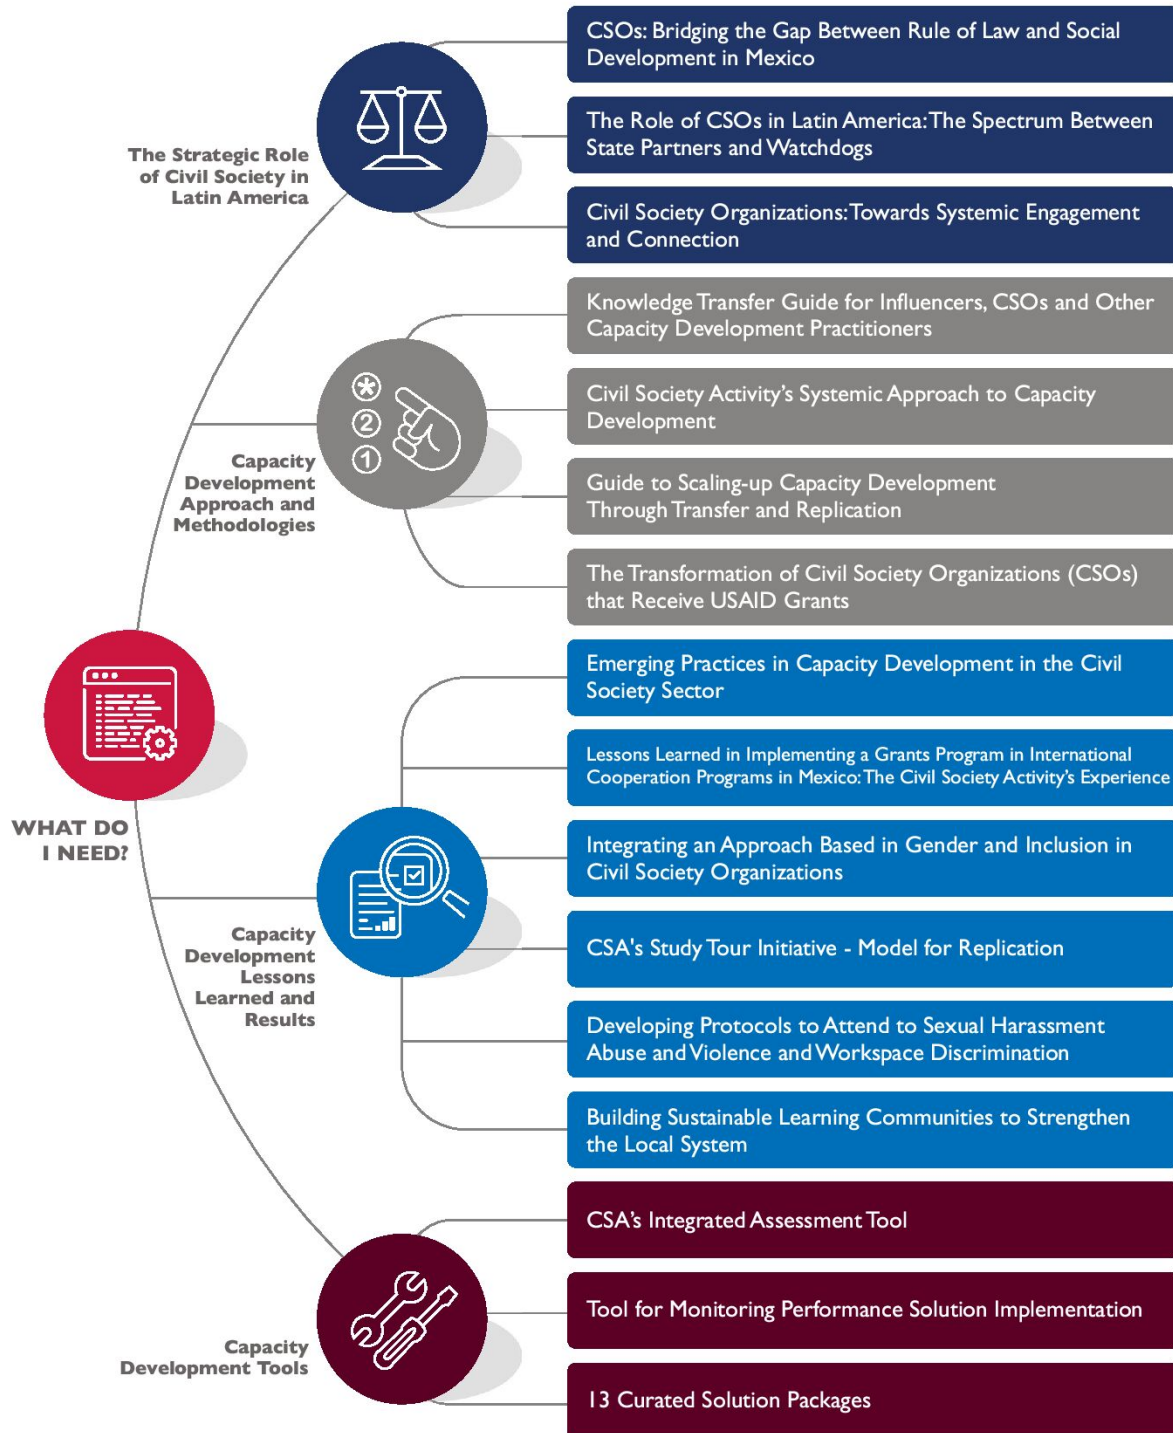 CSOs: Bridging the Gap Between Rule of Law and Social
Development in Mexico
The Role of CSOs in Latin America: The Spectrum Between
State Partners and Watchdogs
The Strategic Role
of Civil Society in
Latin America
Civil Society Organizations: Towards Systemic Engagement
and Connection
Knowledge Transfer Guide for Influencers, CSOs and Other
Capacity Development Practitioners
*
2
1
Civil Society Activity’s Systemic Approach to Capacity
Development
Capacity
Development
Approach and
Methodologies
Guide to Scaling-up Capacity Development
Through Transfer and Replication
The Transformation of Civil Society Organizations (CSOs)
that Receive USAID Grants
WHAT DO
I NEED?
Emerging Practices in Capacity Development in the Civil
Society Sector
Lessons Learned in Implementing a Grants Program in International
Cooperation Programs in Mexico: The Civil Society Activity’s Experience
Integrating an Approach Based in Gender and Inclusion in
Civil Society Organizations
Capacity
Development
Lessons
Learned and
Results
CSA's Study Tour Initiative - Model for Replication
Developing Protocols to Attend to Sexual Harassment
Abuse and Violence and Workspace Discrimination
Building Sustainable Learning Communities to Strengthen
the Local System
CSA’s Integrated Assessment Tool
Capacity
Development Tools
Tool for Monitoring Performance Solution Implementation
13 Curated Solution Packages